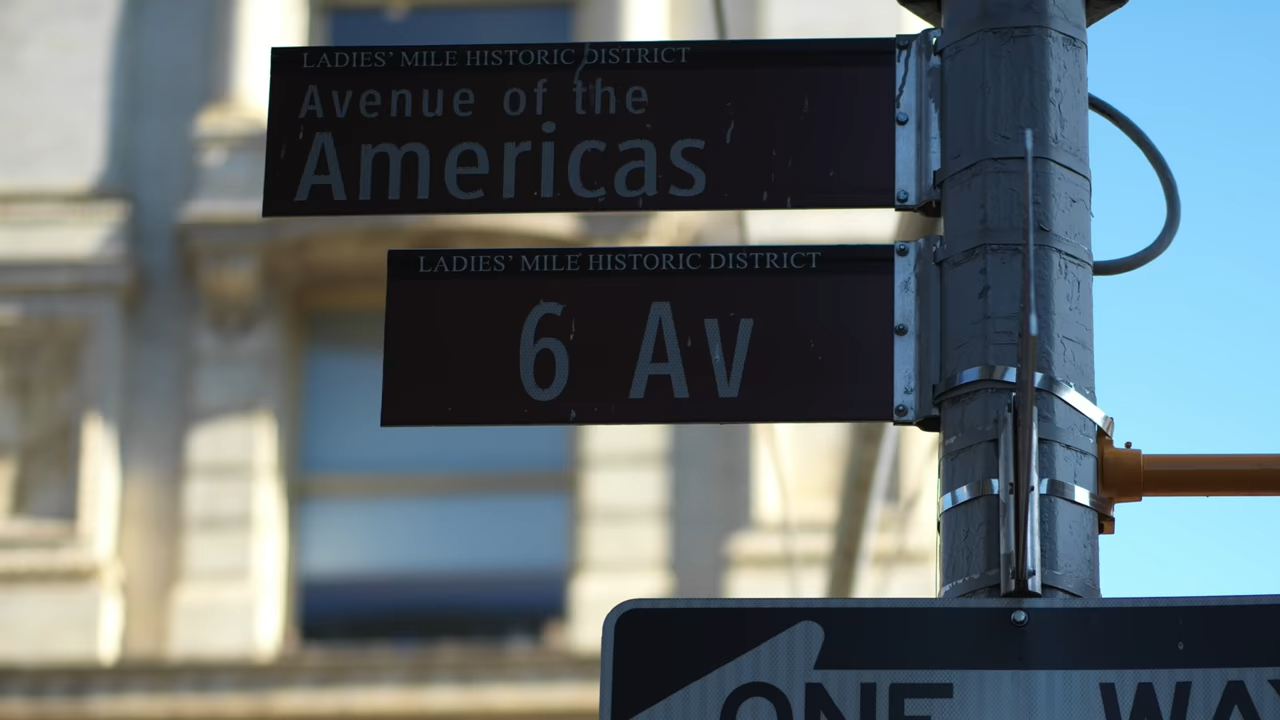 LADIES' MILE HISTORIC DISTRICT
Avenue of the
Americas
LADIES' MILE HISTORIC DISTRICT
6 Av
ONE WAY